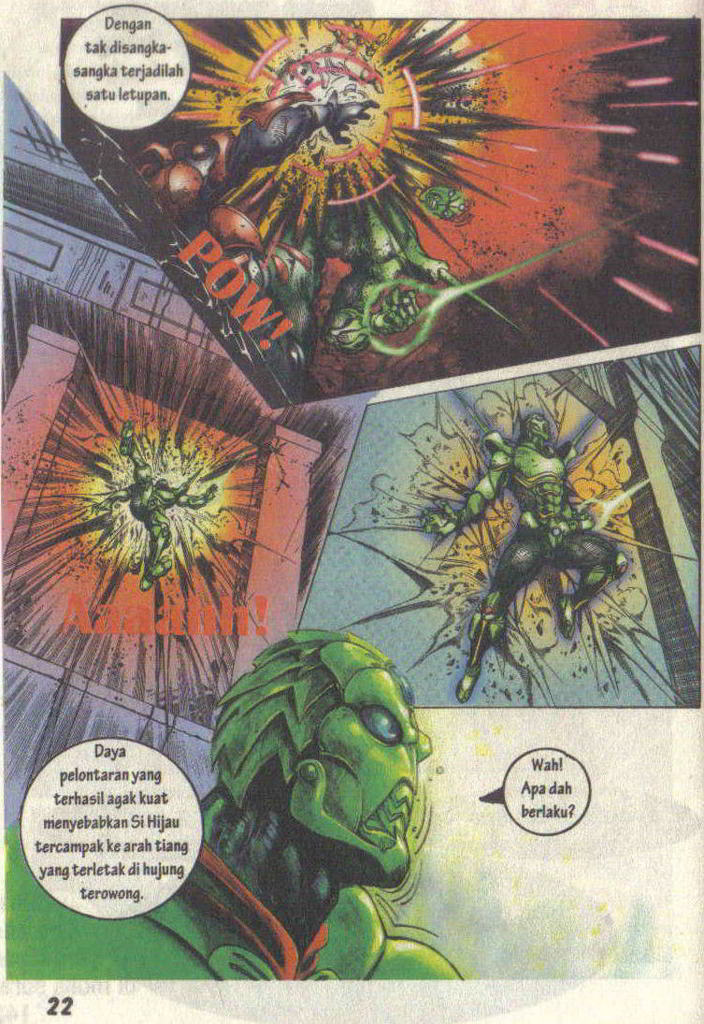 Dengan
tak disangka-
sangka terjadilah
satu letupan.
POW!
Aaaahh!
Daya
pelontaran yang
terhasil agak kuat
menyebabkan Si Hijau
tercampak ke arah tiang
yang terletak di hujung
terowong.
Wah!
Apa dah
berlaku?
22